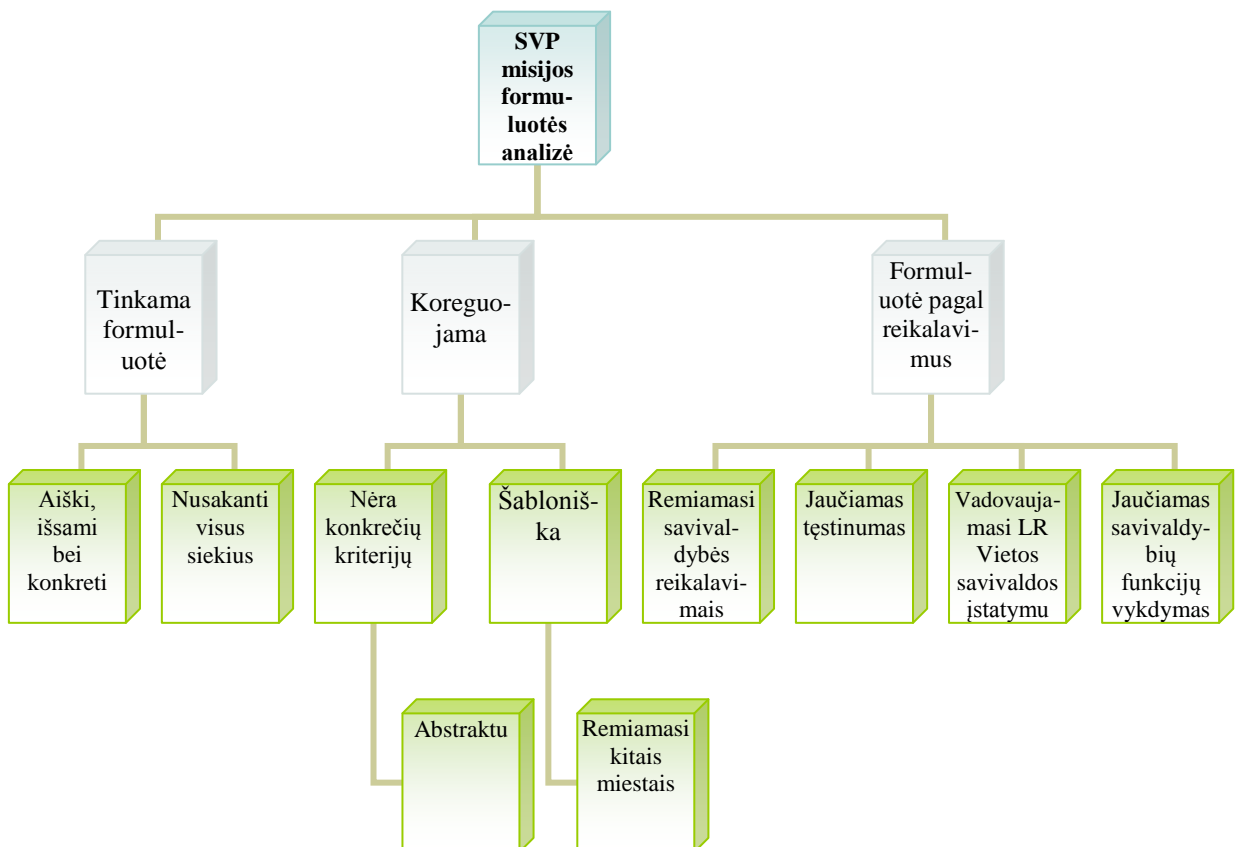 SVP
misijos
formu-
luotės
analizė
Tinkama
formul-
uotė
Koreguo-
jama
Formul-
uotė pagal
reikalavi-
mus
Aiški,
išsami
bei
konkreti
Nusakanti
visus
siekius
Nėra
konkrečių
kriterijų
Šabloniš-
ka
Remiamasi
savival-
dybės
reikalavi-
mais
Jaučiamas
tęstinumas
Vadovauja-
masi LR
Vietos
savivaldos
įstatymu
Jaučiamas
savivaldy-
bių
funkcijų
vykdymas
Abstraktu
Remiamasi
kitais
miestais